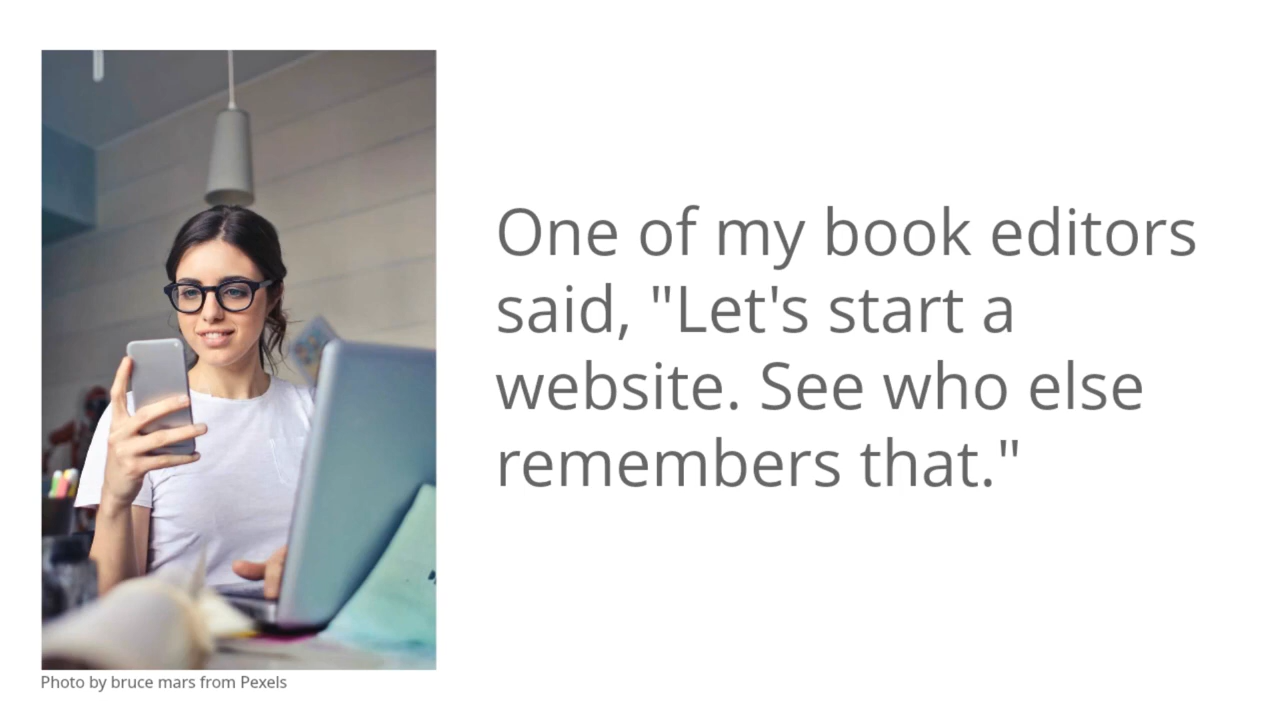 One of my book editors
said, "Let's start a
website. See who else
remembers that."
Photo by bruce mars from Pexels